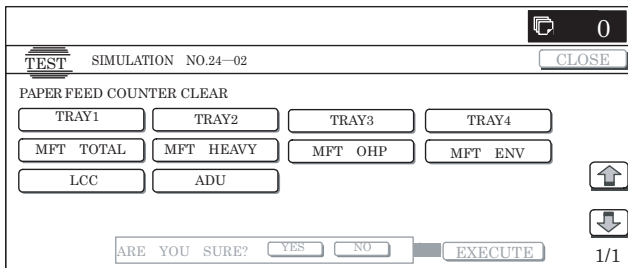 0
TEST SIMULATION NO.24—02 CLOSE
PAPER FEED COUNTER CLEAR
TRAY1 TRAY2 TRAY3 TRAY4
MFT TOTAL MFT HEAVY MFT OHP MFT ENV
LCC ADU
ARE YOU SURE? YES NO EXECUTE 1/1